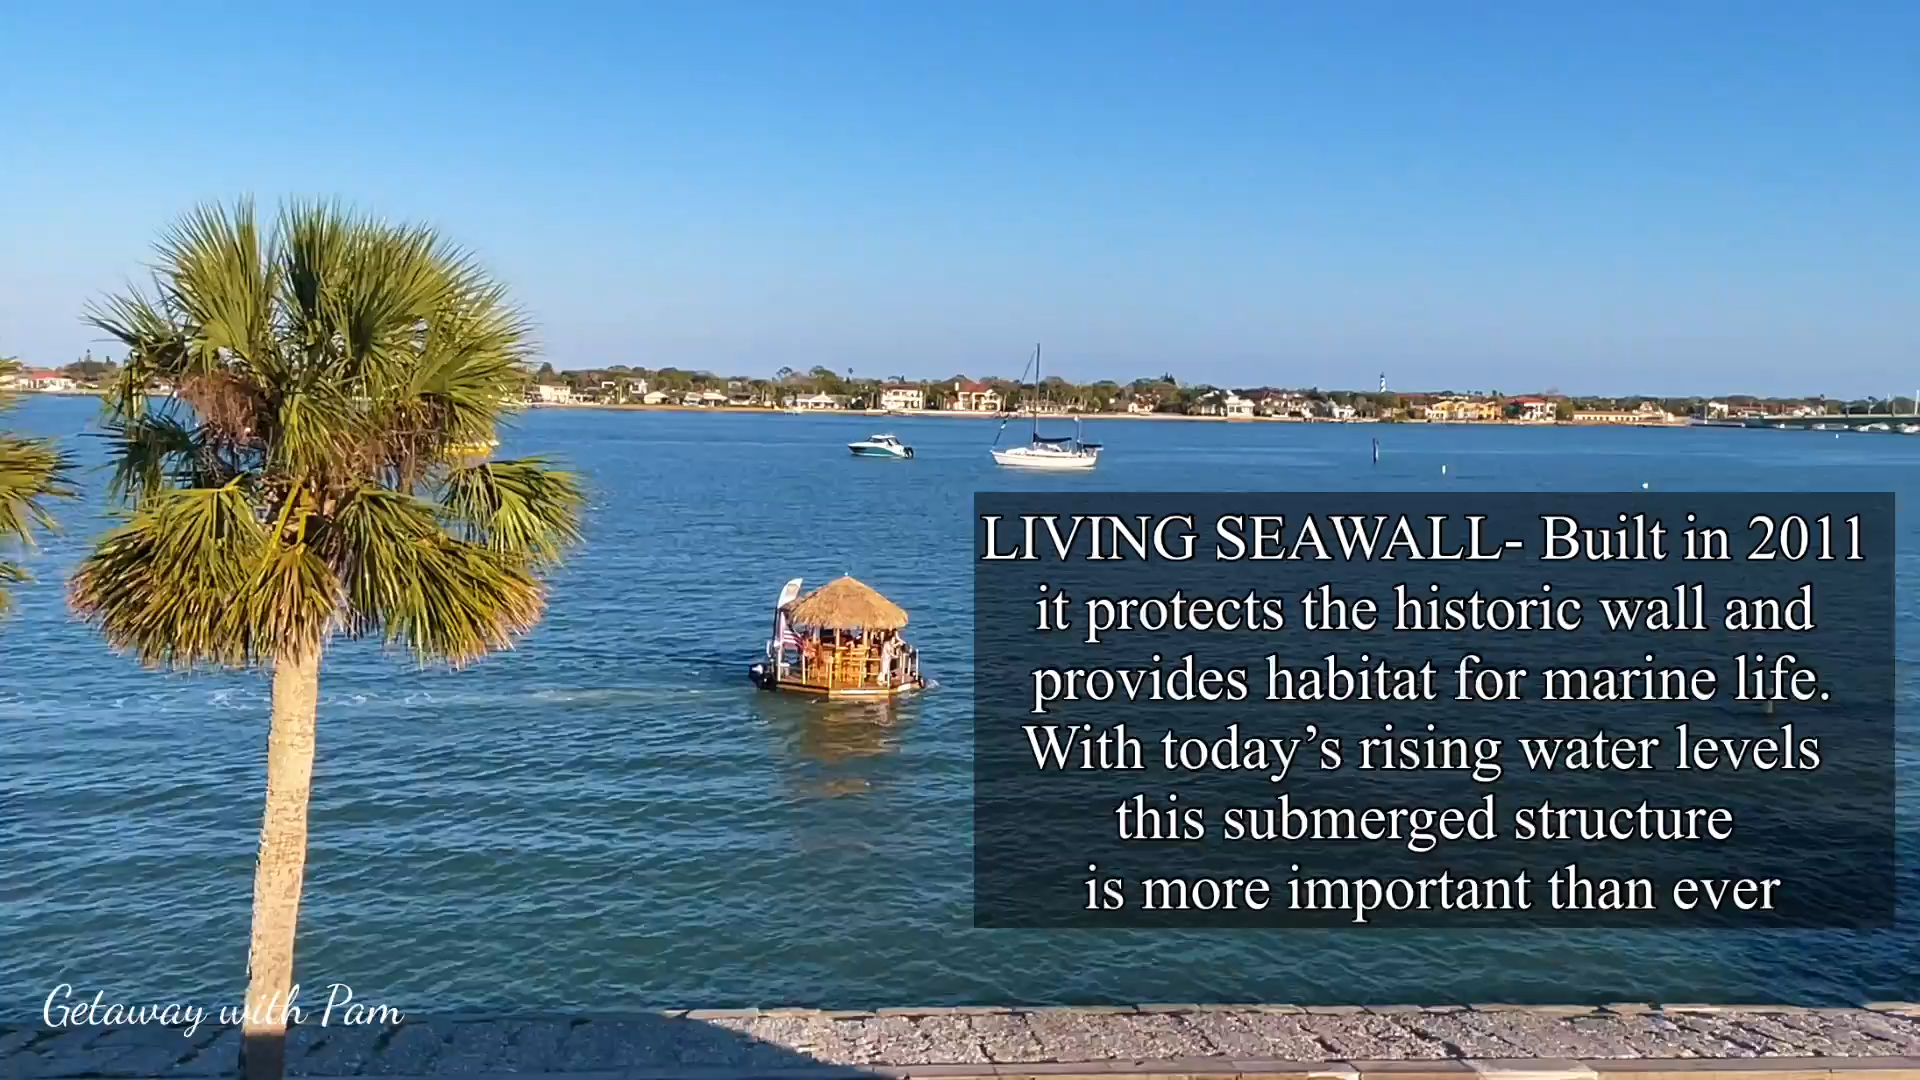 LIVING SEAWALL- Built in 2011
it protects the historic wall and
provides habitat for marine life.
With today’s rising water levels
this submerged structure
is more important than ever
Getaway with Pam